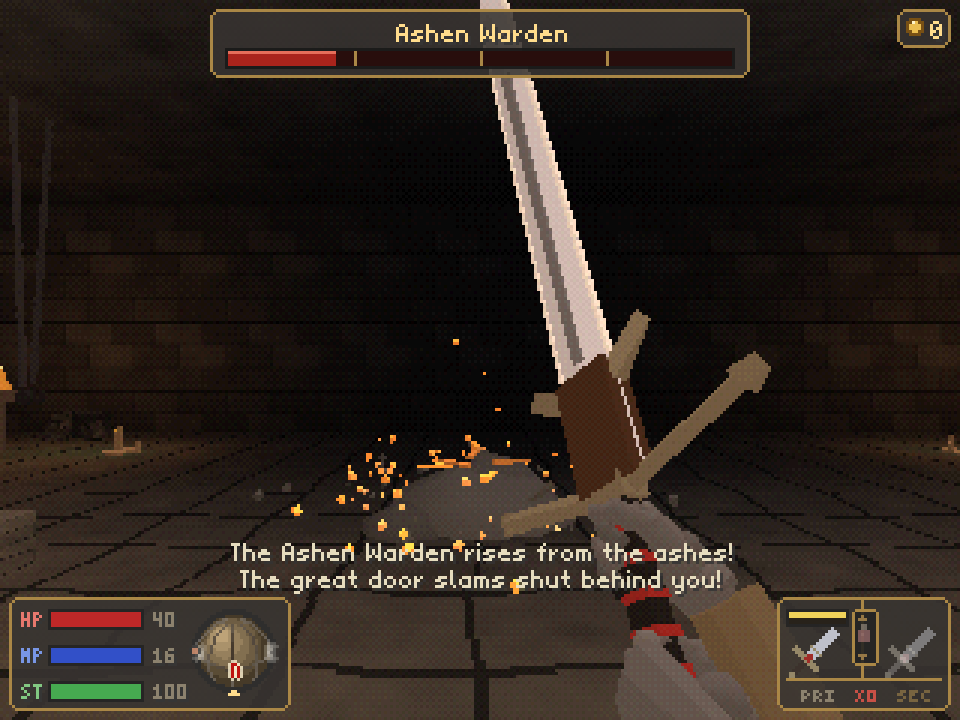 Ashen Warden
0
The Ashen Warden rises from the ashes!
The great door slams shut behind you!
HP 40
MP 16
ST 100
0
PRI X0 SEC